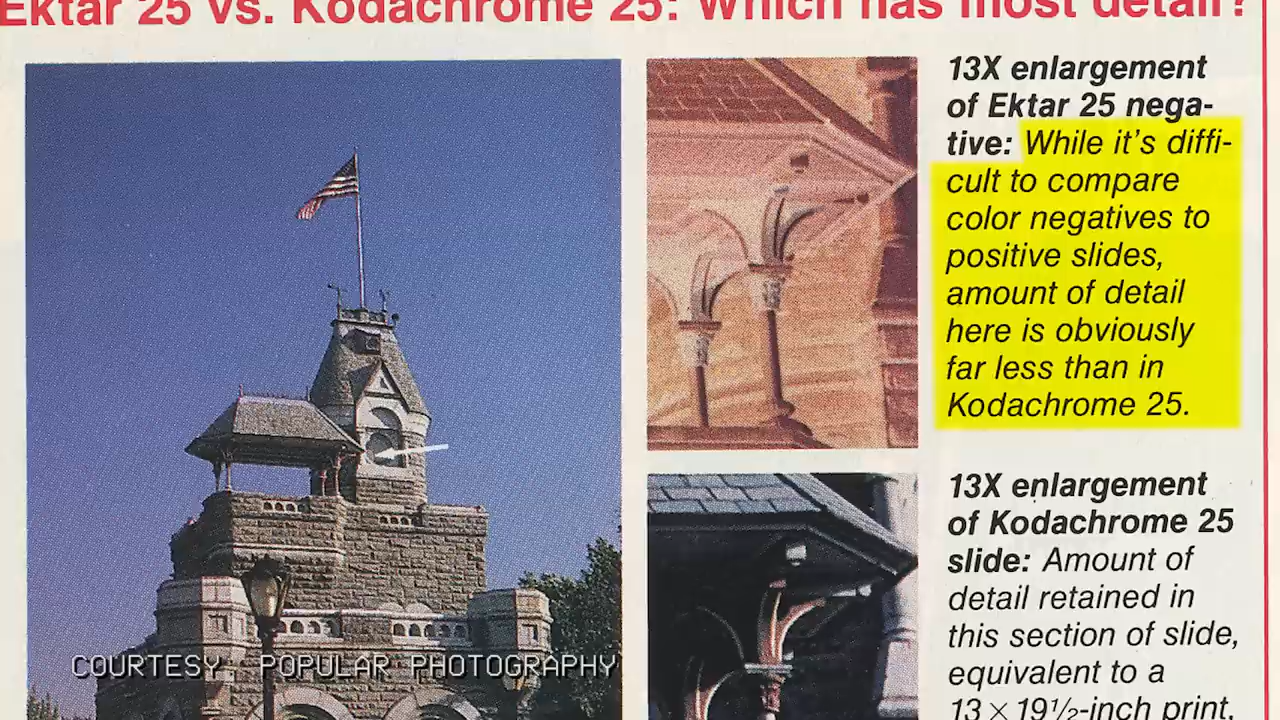 Ektar 25 vs. Kodachrome 25: Which has most detail?
13X enlargement
of Ektar 25 nega-
tive: While it's diffi-
cult to compare
color negatives to
positive slides,
amount of detail
here is obviously
far less than in
Kodachrome 25.
13X enlargement
of Kodachrome 25
slide: Amount of
detail retained in
this section of slide,
equivalent to a
13 × 19½-inch print,
COURTESY POPULAR PHOTOGRAPHY